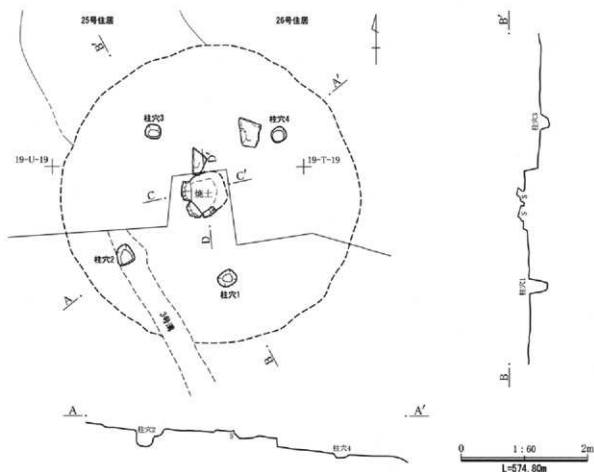 25号住居
26号住居
B'
B'
A'
柱穴3
柱穴4
D'
19-U-19
19-T-19
C
C'
焼土
D
柱穴2
柱穴1
A
3号溝
B
柱穴3
S
S
柱穴1
B
A
柱穴2
S
柱穴4
A'
0
1:60
2m
L=574.80m